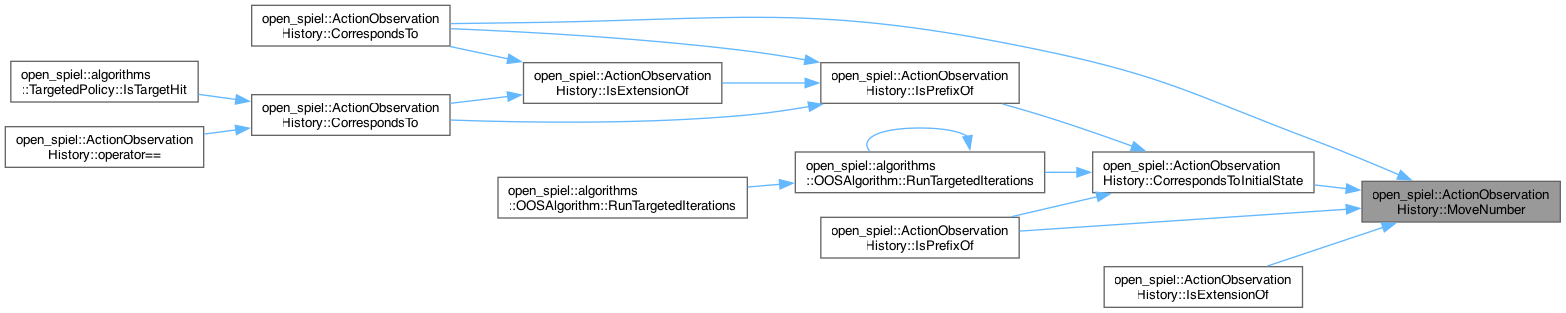 open_spiel::ActionObservation
History::CorrespondsTo
open_spiel::algorithms
::TargetedPolicy::IsTargetHit
open_spiel::ActionObservation
History::IsExtensionOf
open_spiel::ActionObservation
History::IsPrefixOf
open_spiel::ActionObservation
History::CorrespondsTo
open_spiel::ActionObservation
History::operator==
open_spiel::algorithms
::OOSAlgorithm::RunTargetedIterations
open_spiel::ActionObservation
History::CorrespondsToInitialState
open_spiel::algorithms
::OOSAlgorithm::RunTargetedIterations
open_spiel::ActionObservation
History::MoveNumber
open_spiel::ActionObservation
History::IsPrefixOf
open_spiel::ActionObservation
History::IsExtensionOf